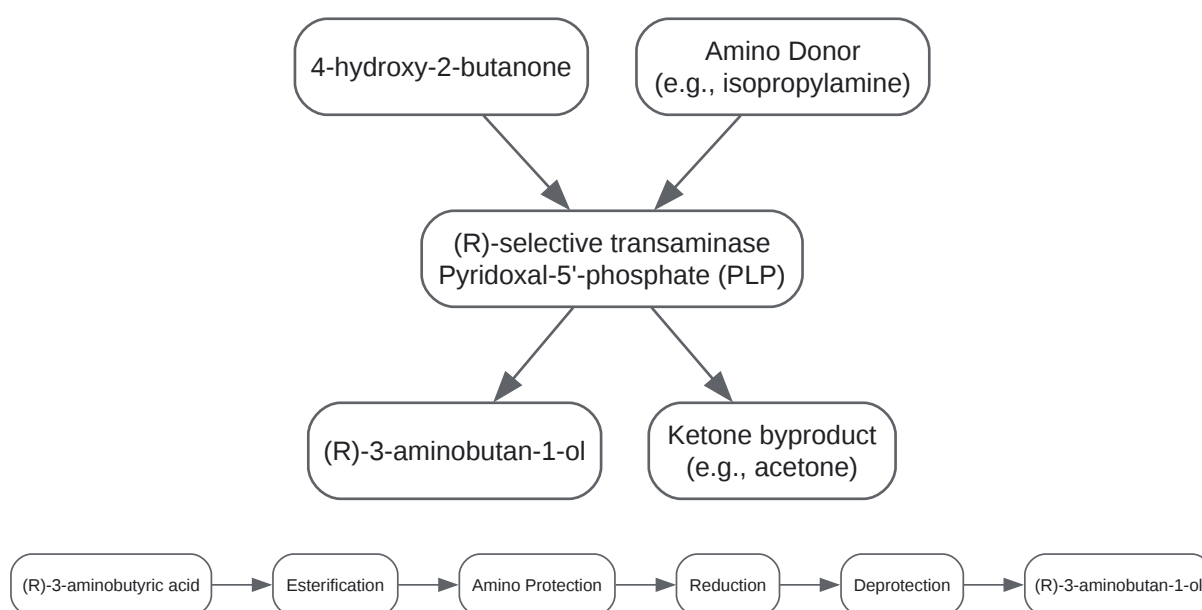 4-hydroxy-2-butanone
Amino Donor
(e.g., isopropylamine)
(R)-selective transaminase
Pyridoxal-5'-phosphate (PLP)
(R)-3-aminobutan-1-ol
Ketone byproduct
(e.g., acetone)
(R)-3-aminobutyric acid
Esterification
Amino Protection
Reduction
Deprotection
(R)-3-aminobutan-1-ol